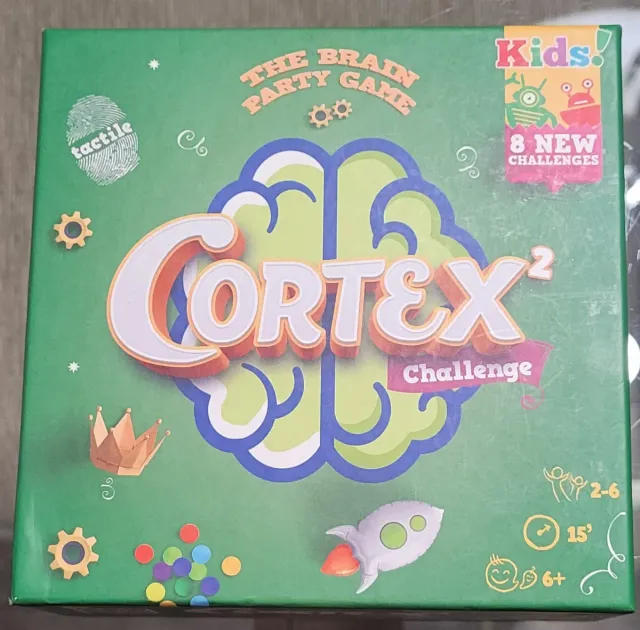 THE BRAIN
PARTY GAME
Kids!
8 NEW
CHALLENGES
tactile
CORTEX²
Challenge
2-6
15'
6+